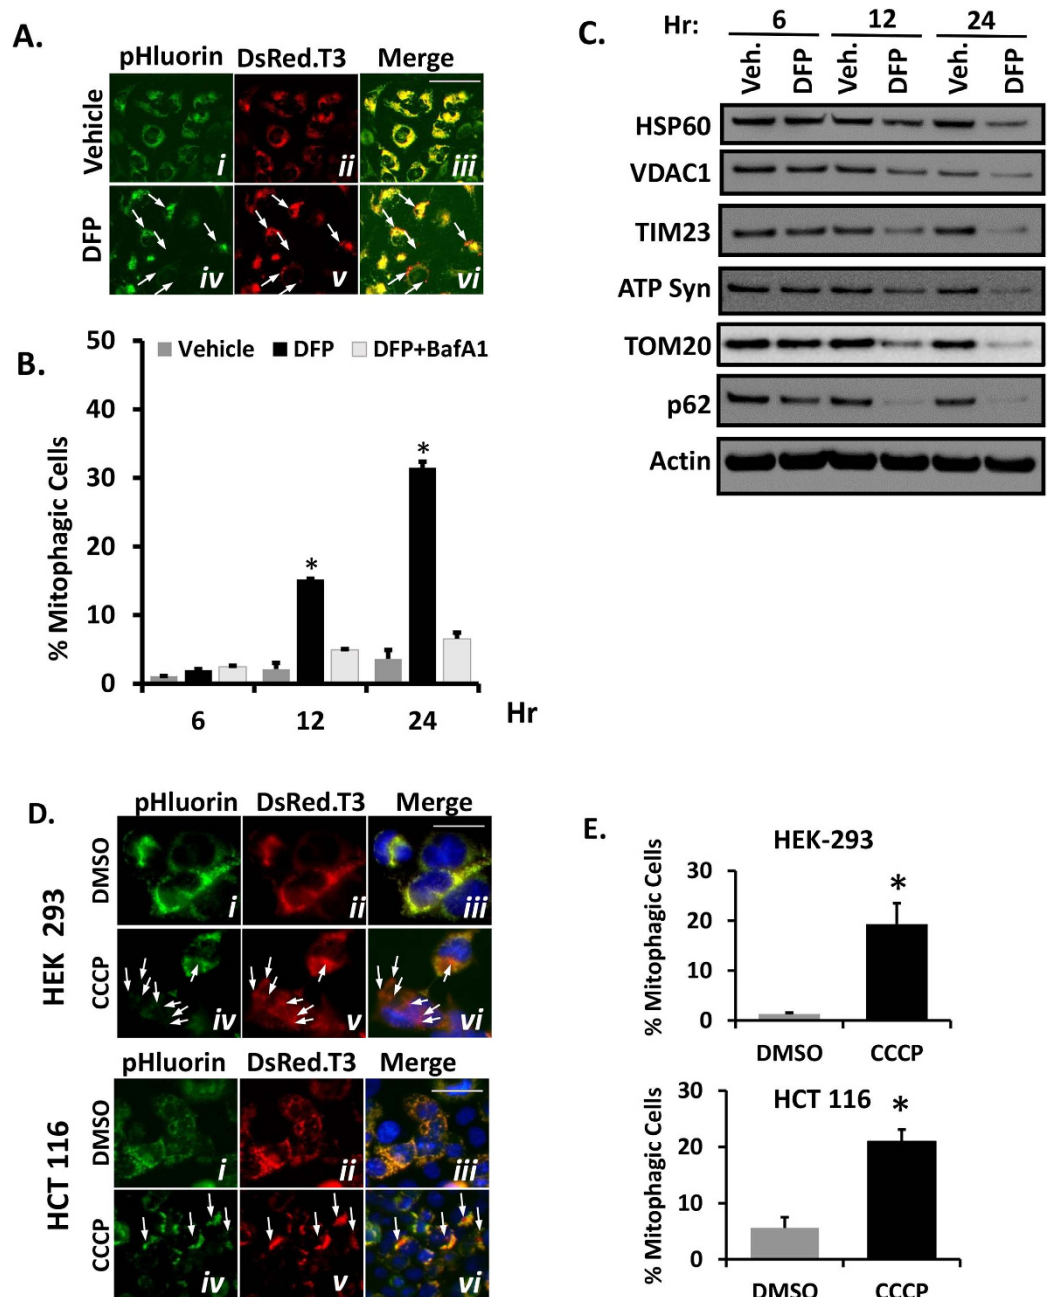 A.
pHluorin DsRed.T3 Merge
Vehicle
i ii iii
DFP
iv v vi
B.
Vehicle DFP DFP+BafA1
% Mitophagic Cells
50
40
30
20
10
0
*
*
6 12 24 Hr
C.
Hr: 6 12 24
Veh. DFP Veh. DFP Veh. DFP
HSP60
VDAC1
TIM23
ATP Syn
TOM20
p62
Actin
D.
pHluorin DsRed.T3 Merge
HEK 293
DMSO
i ii iii
CCCP
iv v vi
pHluorin DsRed.T3 Merge
HCT 116
DMSO
i ii iii
CCCP
iv v vi
E.
HEK-293
% Mitophagic Cells
30
20
10
0
*
DMSO CCCP
HCT 116
% Mitophagic Cells
30
20
10
0
*
DMSO CCCP